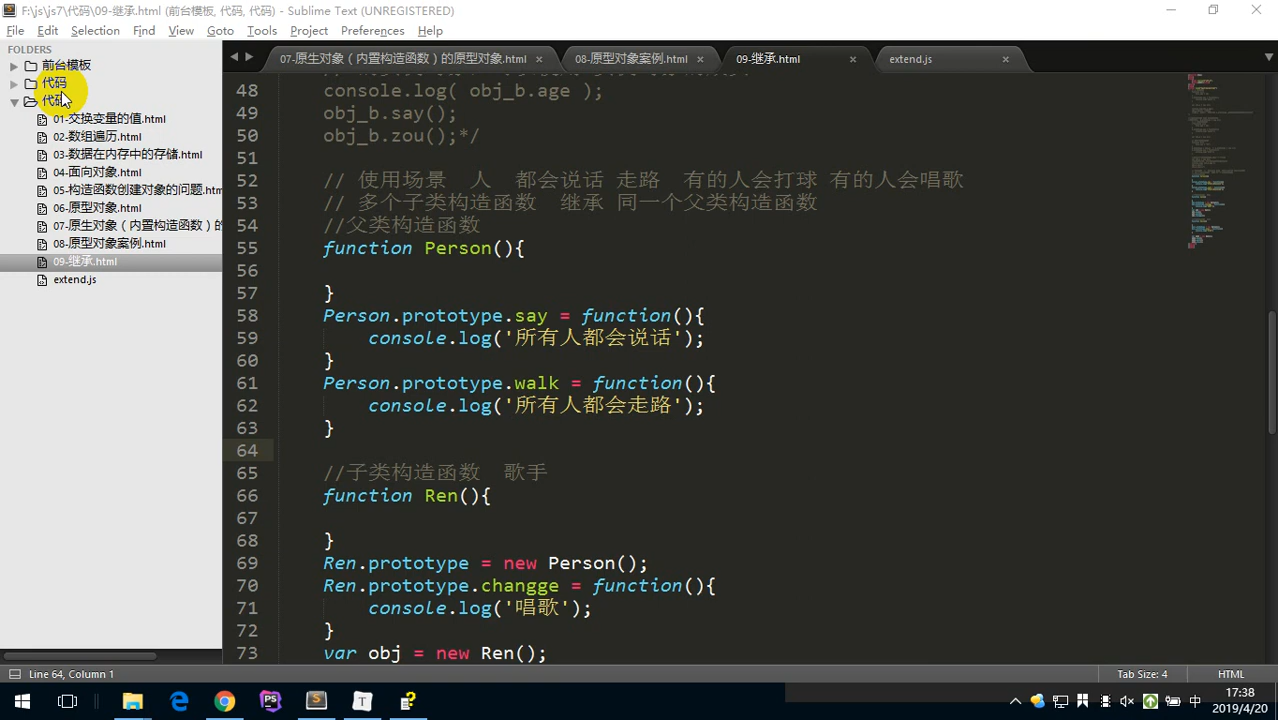 F:\js\js7\代码\09-继承.html (前台模板, 代码, 代码) - Sublime Text (UNREGISTERED)
File Edit Selection Find View Goto Tools Project Preferences Help
FOLDERS
前台模板
代码
代码
01-交换变量的值.html
02-数组遍历.html
03-数据在内存中的存储.html
04-面向对象.html
05-构造函数创建对象的问题.htm
06-原型对象.html
07-原生对象（内置构造函数）的
08-原型对象案例.html
09-继承.html
extend.js
07-原生对象（内置构造函数）的原型对象.html 08-原型对象案例.html 09-继承.html extend.js
48 console.log( obj_b.age );
49 obj_b.say();
50 obj_b.zou();*/
51
52 // 使用场景 人 都会说话 走路 有的人会打球 有的人会唱歌
53 // 多个子类构造函数 继承 同一个父类构造函数
54 //父类构造函数
55 function Person(){
56
57 }
58 Person.prototype.say = function(){
59 console.log('所有人都会说话');
60 }
61 Person.prototype.walk = function(){
62 console.log('所有人都会走路');
63 }
64
65 //子类构造函数 歌手
66 function Ren(){
67
68 }
69 Ren.prototype = new Person();
70 Ren.prototype.changge = function(){
71 console.log('唱歌');
72 }
73 var obj = new Ren();
Line 64, Column 1 Tab Size: 4 HTML
中
17:38
2019/4/20